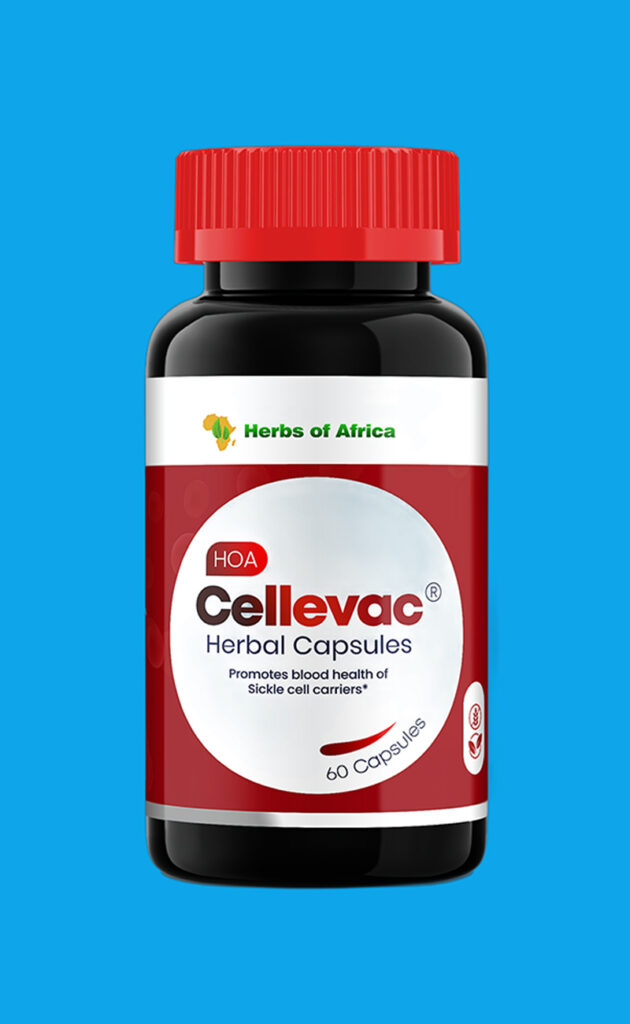 Herbs of Africa
HOA
Cellevac®
Herbal Capsules
Promotes blood health of
Sickle cell carriers*
60 Capsules